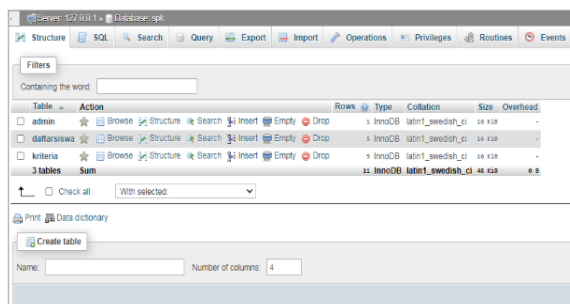 Server: 127.0.0.1 » Database: spk
Structure SQL Search Query Export Import Operations Privileges Routines Events
Filters
Containing the word:
Table Action Rows Type Collation Size Overhead
admin Browse Structure Search Insert Empty Drop 1 InnoDB latin1_swedish_ci 16 KiB -
daftarsiswa Browse Structure Search Insert Empty Drop 5 InnoDB latin1_swedish_ci 16 KiB -
kriteria Browse Structure Search Insert Empty Drop 5 InnoDB latin1_swedish_ci 16 KiB -
3 tables Sum 11 InnoDB latin1_swedish_ci 48 KiB 0 B
Check all With selected:
Print Data dictionary
Create table
Name: Number of columns: 4